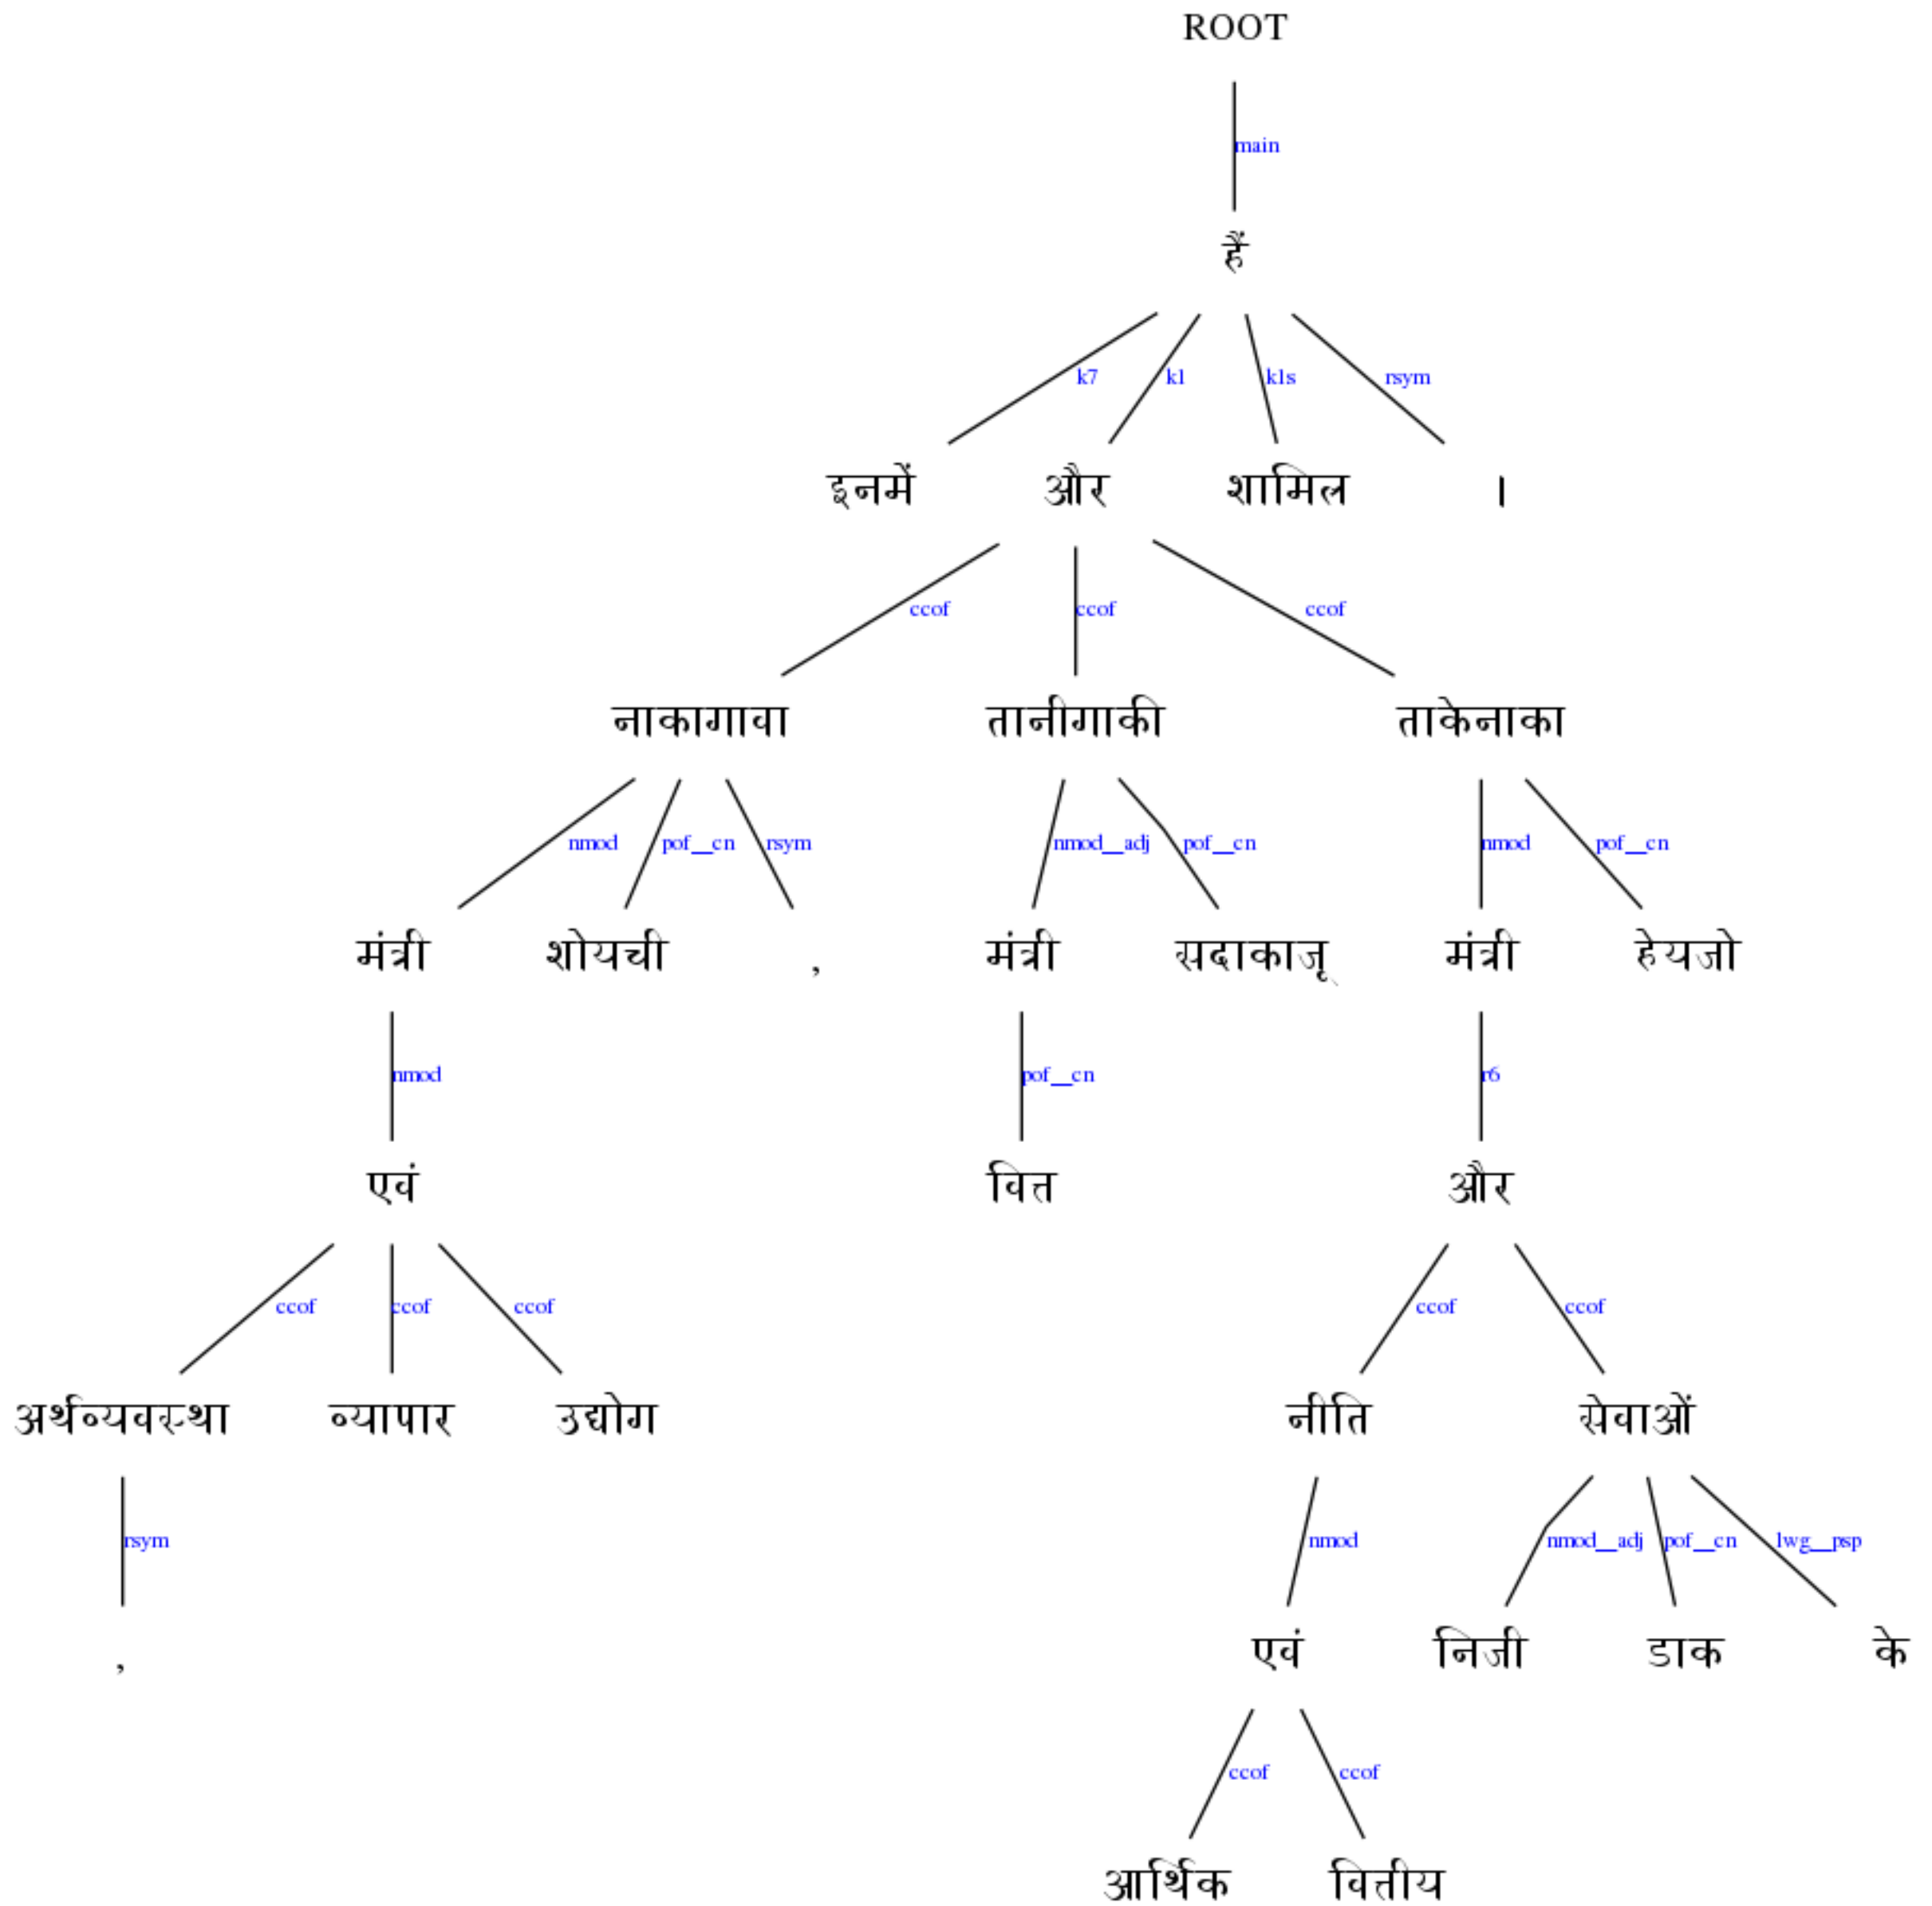 ROOT
main
हैं
k7 k1 k1s rsym
इनमें और शामिल ।
ccof ccof ccof
नाकागावा तानीगाकी ताकेनाका
nmod pof__cn rsym nmod__adj pof__cn nmod pof__cn
मंत्री शोयची , मंत्री सदाकाजू मंत्री हेयजो
nmod pof__cn r6
एवं वित्त और
ccof ccof ccof ccof ccof
अर्थव्यवस्था व्यापार उद्योग नीति सेवाओं
rsym nmod nmod__adj pof__cn lwg__psp
, एवं निजी डाक के
ccof ccof
आर्थिक वित्तीय